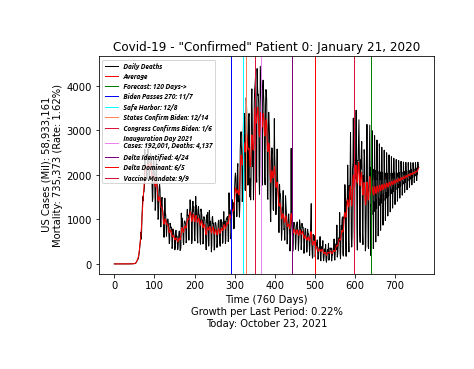 Covid-19 - "Confirmed" Patient 0: January 21, 2020
US Cases (Mil): 58,933,161
Mortality: 735,373 (Rate: 1.62%)
4000
3000
2000
1000
0
Daily Deaths
Average
Forecast: 120 Days->
Biden Passes 270: 11/7
Safe Harbor: 12/8
States Confirm Biden: 12/14
Congress Confirms Biden: 1/6
Inauguration Day 2021
Cases: 192,001, Deaths: 4,137
Delta Identified: 4/24
Delta Dominant: 6/5
Vaccine Mandate: 9/9
0 100 200 300 400 500 600 700
Time (760 Days)
Growth per Last Period: 0.22%
Today: October 23, 2021